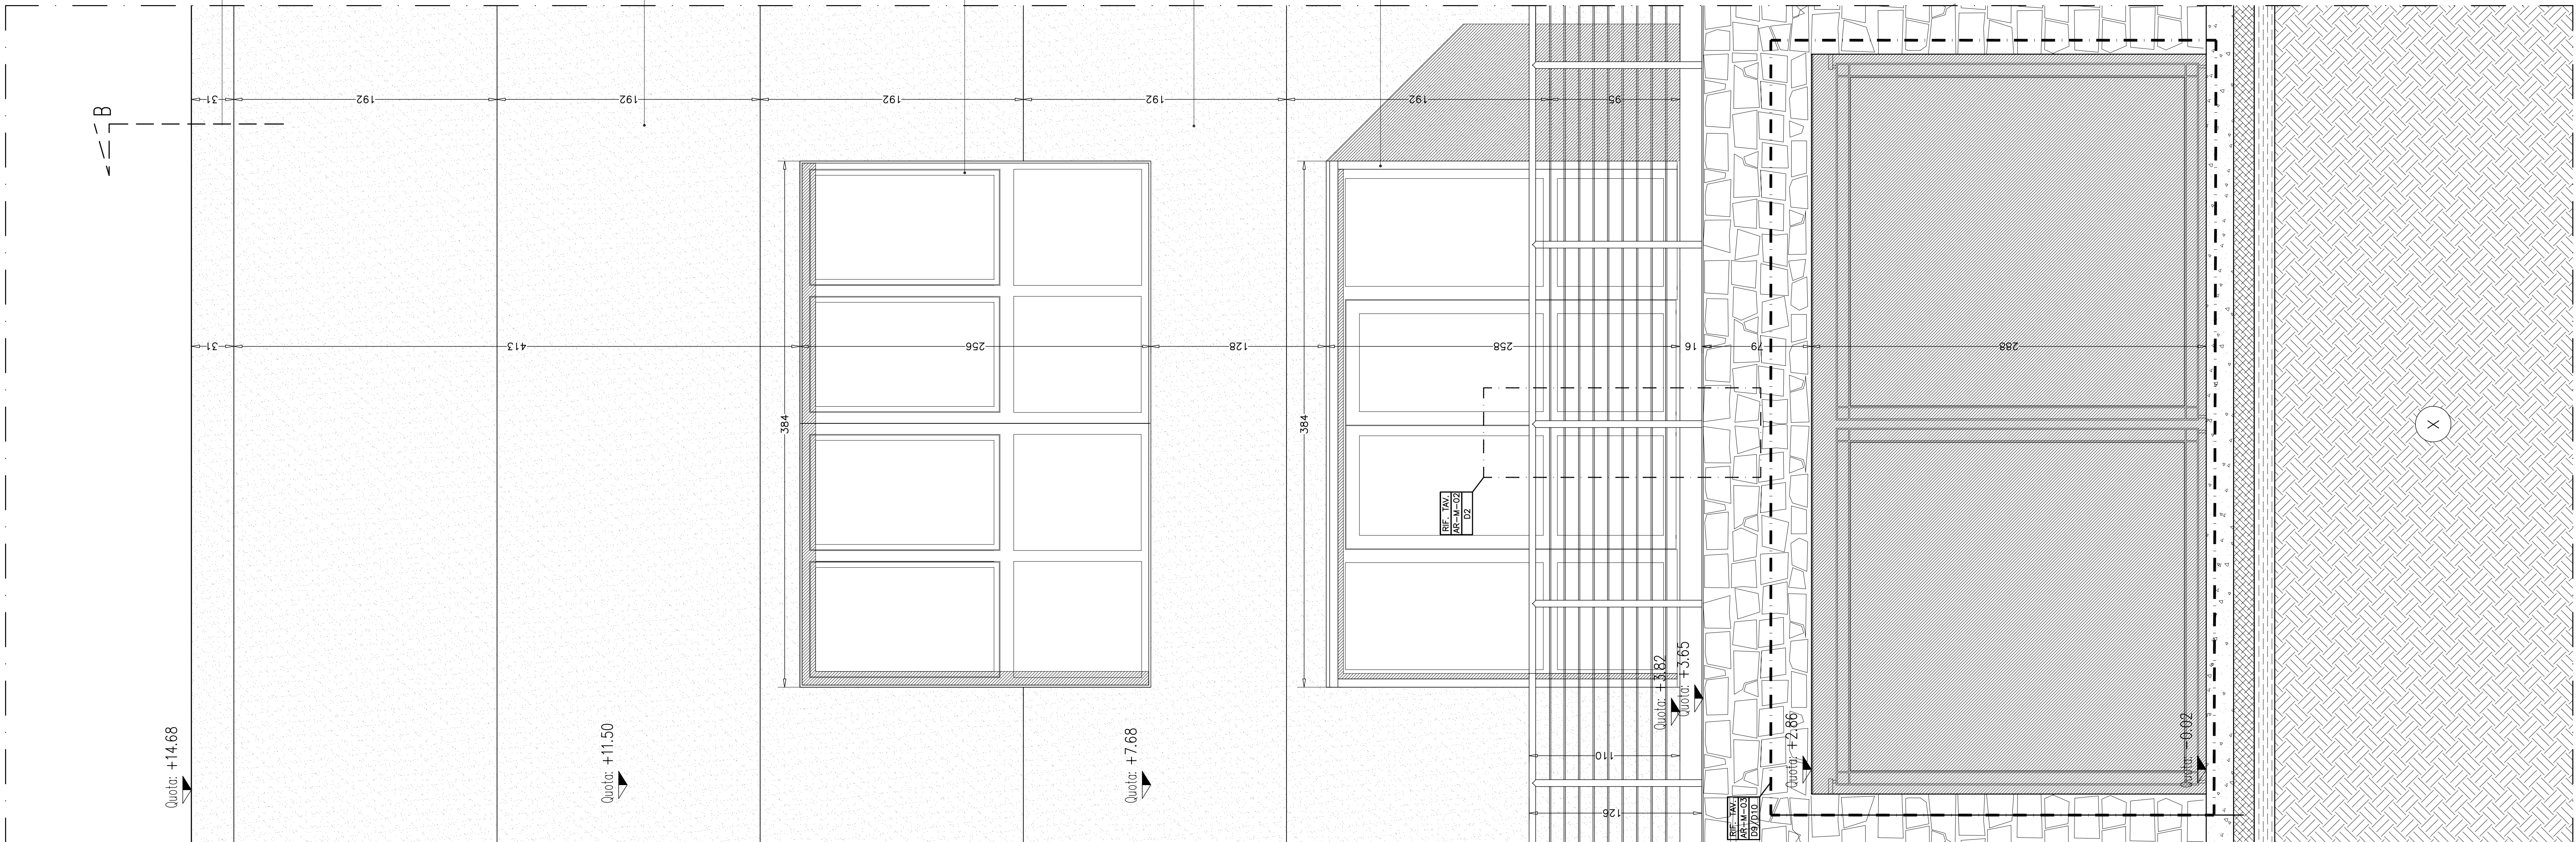 B
31
192
192
192
192
192
95
31
413
256
128
258
16
79
288
384
384
RIF. TAV.
AR-M-02
D2
Quota: +14.68
Quota: +11.50
Quota: +7.68
Quota: +3.82
Quota: +3.65
Quota: +2.86
Quota: -0.02
110
126
RIF. TAV.
AR-M-03
D9/D10
X